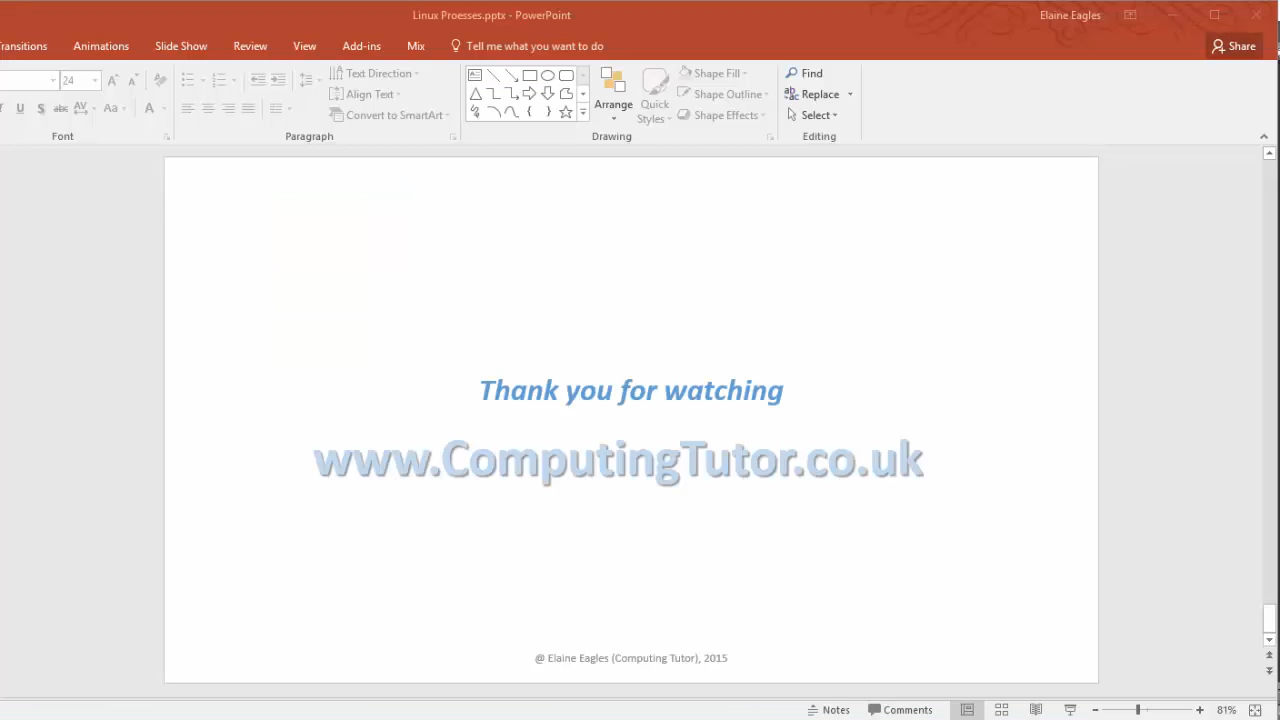 Linux Proesses.pptx - PowerPoint
Elaine Eagles
Transitions Animations Slide Show Review View Add-ins Mix Tell me what you want to do
Share
24 A A
Text Direction
Shape Fill
Find
U S abc AV Aa A
Align Text
Arrange Quick Styles
Shape Outline
Replace
Convert to SmartArt
Shape Effects
Select
Font Paragraph Drawing Editing
Thank you for watching
www.ComputingTutor.co.uk
@ Elaine Eagles (Computing Tutor), 2015
Notes Comments 81%